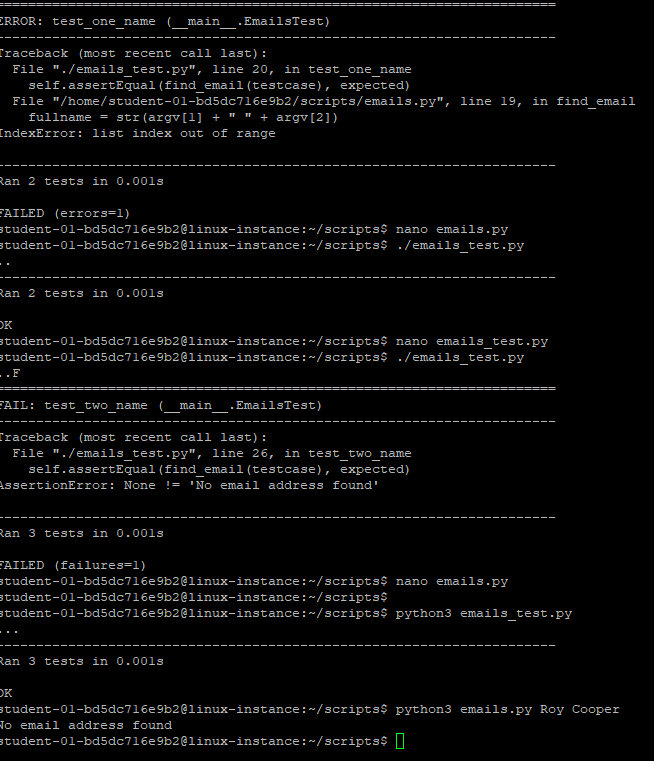 ======================================================================
ERROR: test_one_name (__main__.EmailsTest)
----------------------------------------------------------------------
Traceback (most recent call last):
  File "./emails_test.py", line 20, in test_one_name
    self.assertEqual(find_email(testcase), expected)
  File "/home/student-01-bd5dc716e9b2/scripts/emails.py", line 19, in find_email
    fullname = str(argv[1] + " " + argv[2])
IndexError: list index out of range

----------------------------------------------------------------------
Ran 2 tests in 0.001s

FAILED (errors=1)
student-01-bd5dc716e9b2@linux-instance:~/scripts$ nano emails.py
student-01-bd5dc716e9b2@linux-instance:~/scripts$ ./emails_test.py
..
----------------------------------------------------------------------
Ran 2 tests in 0.001s

OK
student-01-bd5dc716e9b2@linux-instance:~/scripts$ nano emails_test.py
student-01-bd5dc716e9b2@linux-instance:~/scripts$ ./emails_test.py
..F
======================================================================
FAIL: test_two_name (__main__.EmailsTest)
----------------------------------------------------------------------
Traceback (most recent call last):
  File "./emails_test.py", line 26, in test_two_name
    self.assertEqual(find_email(testcase), expected)
AssertionError: None != 'No email address found'

----------------------------------------------------------------------
Ran 3 tests in 0.001s

FAILED (failures=1)
student-01-bd5dc716e9b2@linux-instance:~/scripts$ nano emails.py
student-01-bd5dc716e9b2@linux-instance:~/scripts$
student-01-bd5dc716e9b2@linux-instance:~/scripts$ python3 emails_test.py
...
----------------------------------------------------------------------
Ran 3 tests in 0.001s

OK
student-01-bd5dc716e9b2@linux-instance:~/scripts$ python3 emails.py Roy Cooper
No email address found
student-01-bd5dc716e9b2@linux-instance:~/scripts$